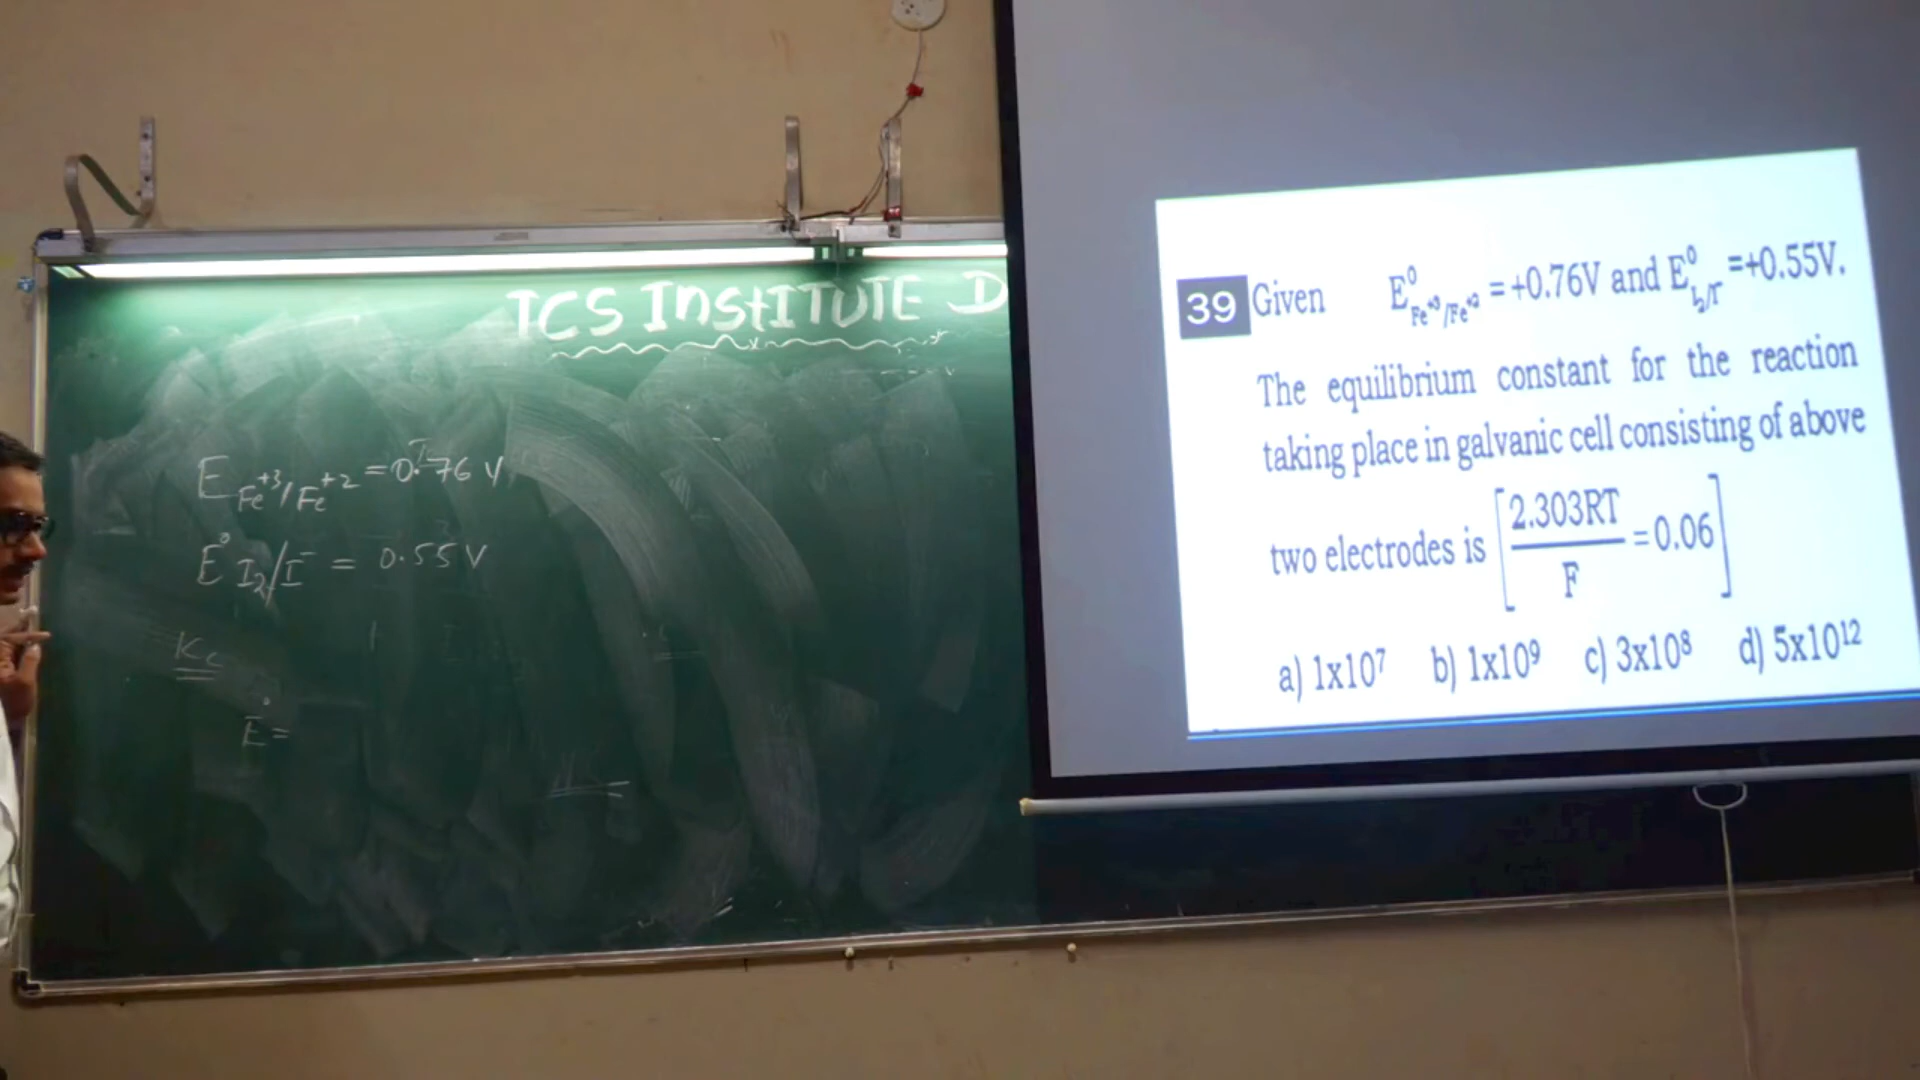 TCS InstITUTE D
E Fe+3/Fe+2 = 0.76 V
E° I2/I- = 0.55 V
Kc
E° =
39 Given E⁰Fe+3/Fe+2 = +0.76V and E⁰I2/I- = +0.55V.
The equilibrium constant for the reaction
taking place in galvanic cell consisting of above
two electrodes is [2.303RT/F = 0.06]
a) 1x10⁷ b) 1x10⁹ c) 3x10⁸ d) 5x10¹²